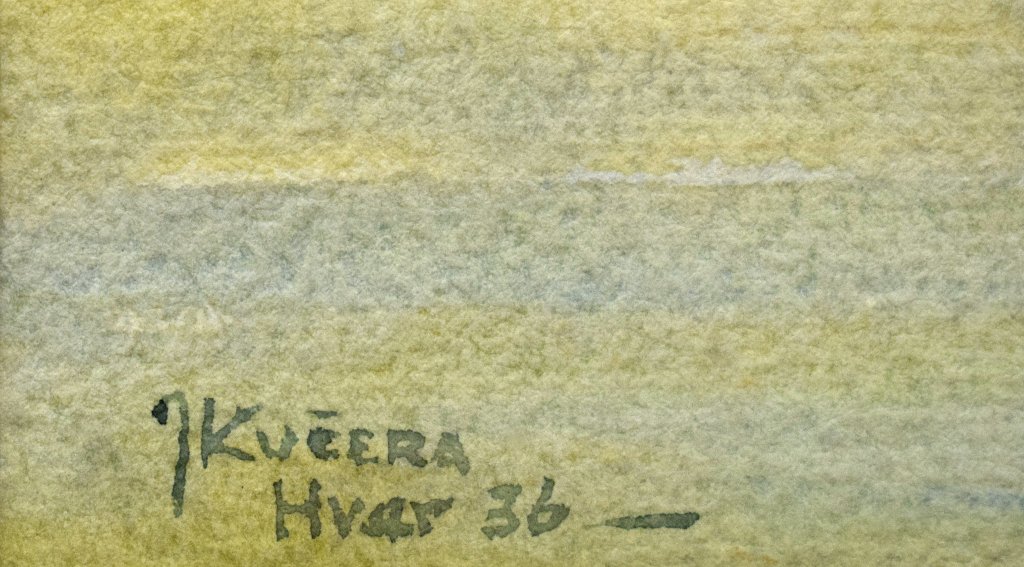 J Kučera
Hvar 36 —